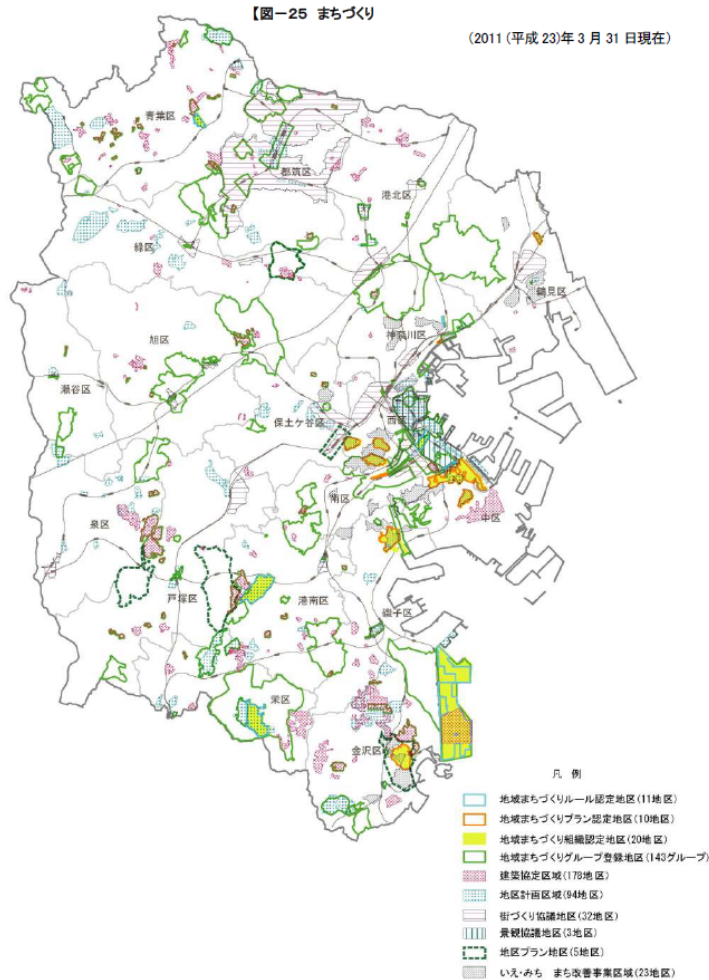 【図－25 まちづくり
(2011(平成 23)年 3 月 31 日現在)
青葉区
都筑区
港北区
緑区
鶴見区
旭区
神奈川区
瀬谷区
保土ケ谷区
西区
南区
中区
泉区
戸塚区
港南区
磯子区
栄区
金沢区
凡 例
地域まちづくりルール認定地区(11地区)
地域まちづくりプラン認定地区(10地区)
地域まちづくり組織認定地区(20地区)
地域まちづくりグループ登録地区(143グループ)
建築協定区域(178地区)
地区計画区域(94地区)
街づくり協議地区(32地区)
景観協議地区(3地区)
地区プラン地区(5地区)
いえ・みち まち改善事業区域(23地区)